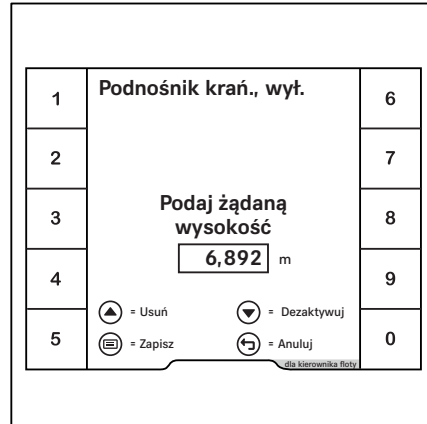 Podnośnik krań., wył.
1
2
3
4
5
6
7
8
9
0
Podaj żądaną
wysokość
6,892 m
= Usuń
= Dezaktywuj
= Zapisz
= Anuluj
dla kierownika floty